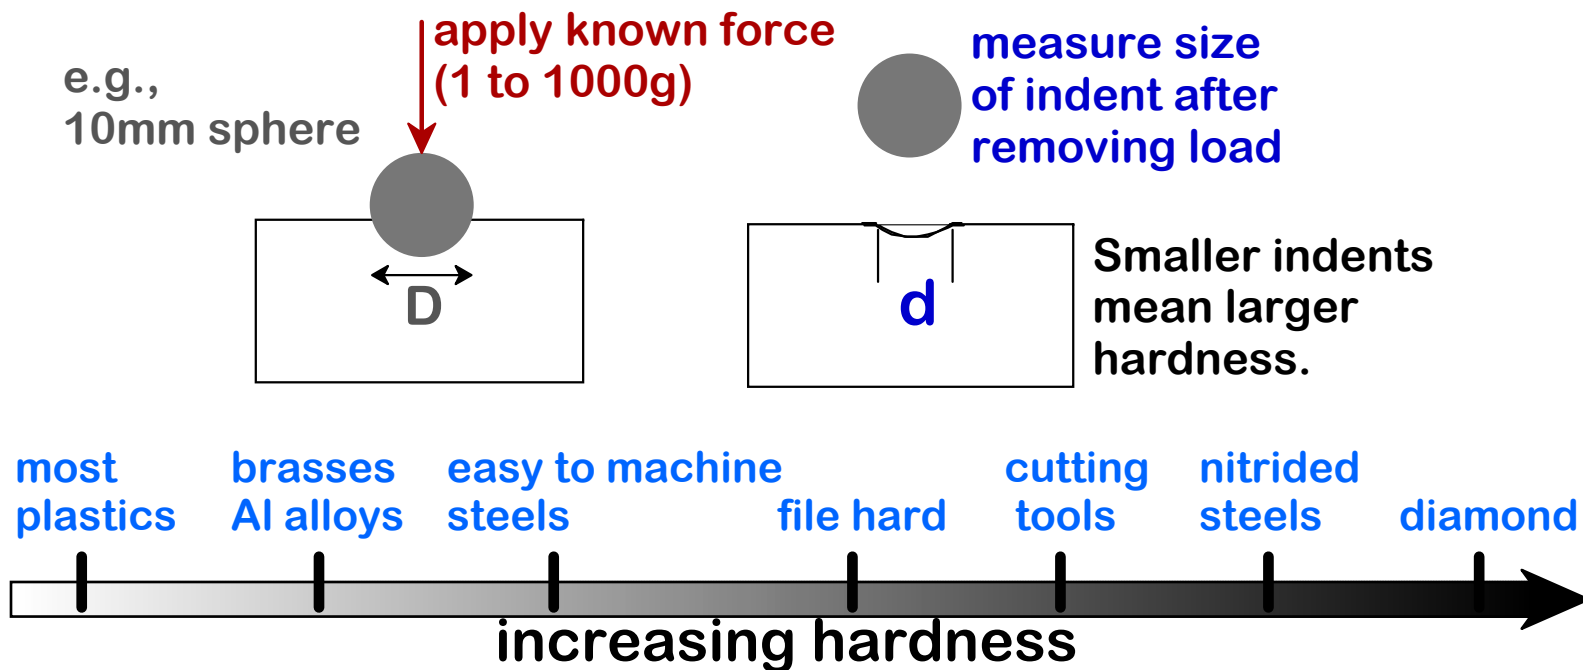 e.g.,
10mm sphere
apply known force
(1 to 1000g)
D
measure size
of indent after
removing load
d
Smaller indents
mean larger
hardness.
most
plastics
brasses
Al alloys
easy to machine
steels
file hard
cutting
tools
nitrided
steels
diamond
increasing hardness